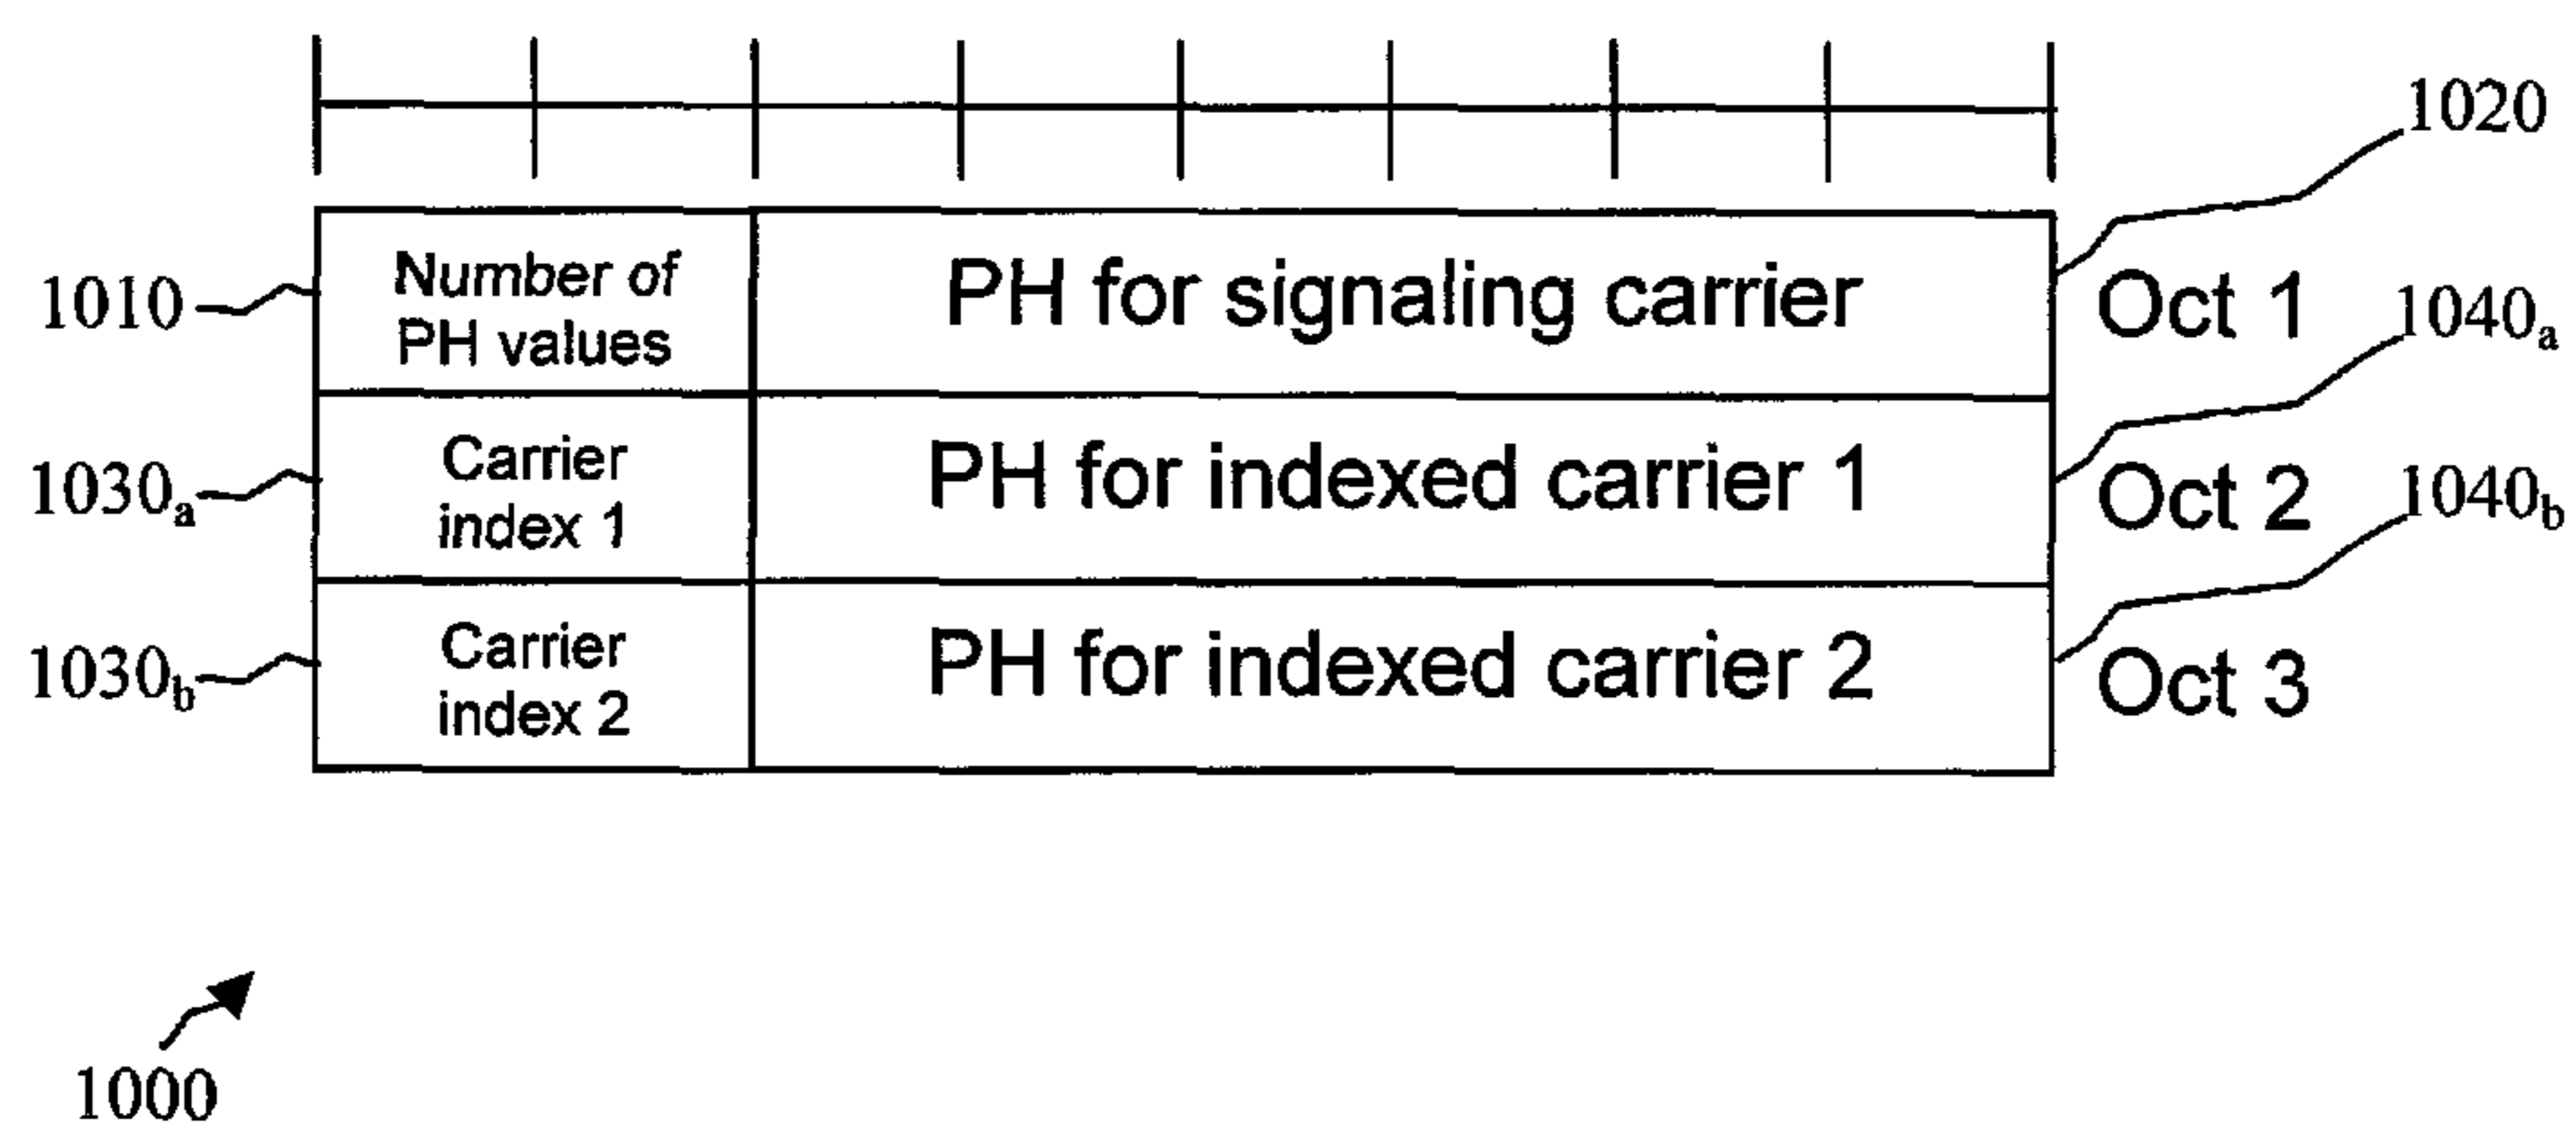 1020
Number of
PH values
PH for signaling carrier
Oct 1
1010
1040a
Carrier
index 1
PH for indexed carrier 1
Oct 2
1030a
1040b
Carrier
index 2
PH for indexed carrier 2
Oct 3
1030b
1000